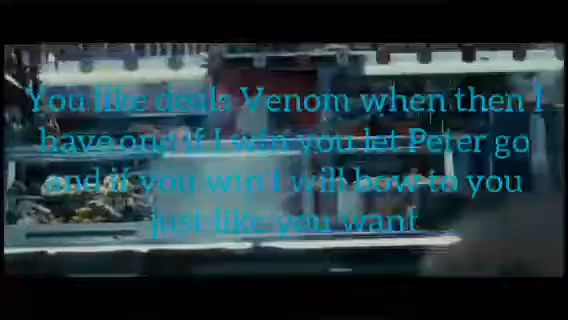 You like deals Venom when then I
have one if I win you let Peter go
and if you win I will bow to you
just like you want